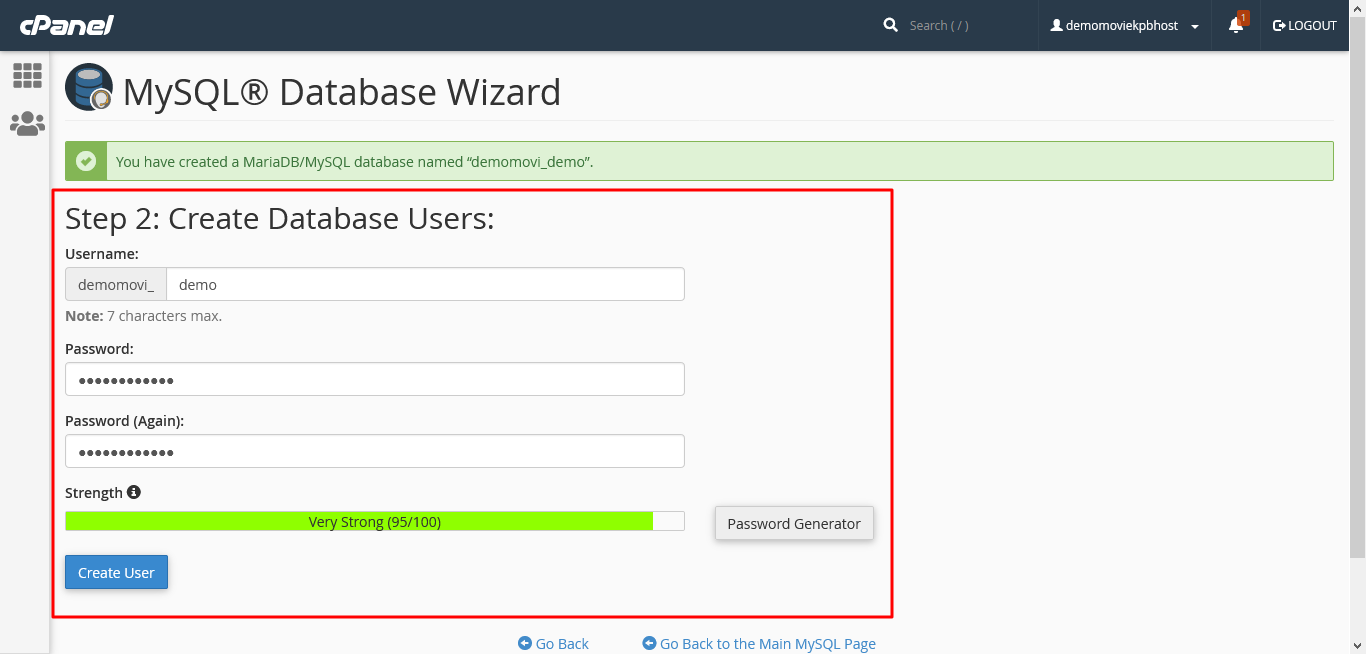 cPanel
Search ( / )
demomoviekpbhost
1
LOGOUT
MySQL® Database Wizard
You have created a MariaDB/MySQL database named “demomovi_demo”.
Step 2: Create Database Users:
Username:
demomovi_ demo
Note: 7 characters max.
Password:
••••••••••••
Password (Again):
••••••••••••
Strength
Very Strong (95/100)
Password Generator
Create User
Go Back
Go Back to the Main MySQL Page